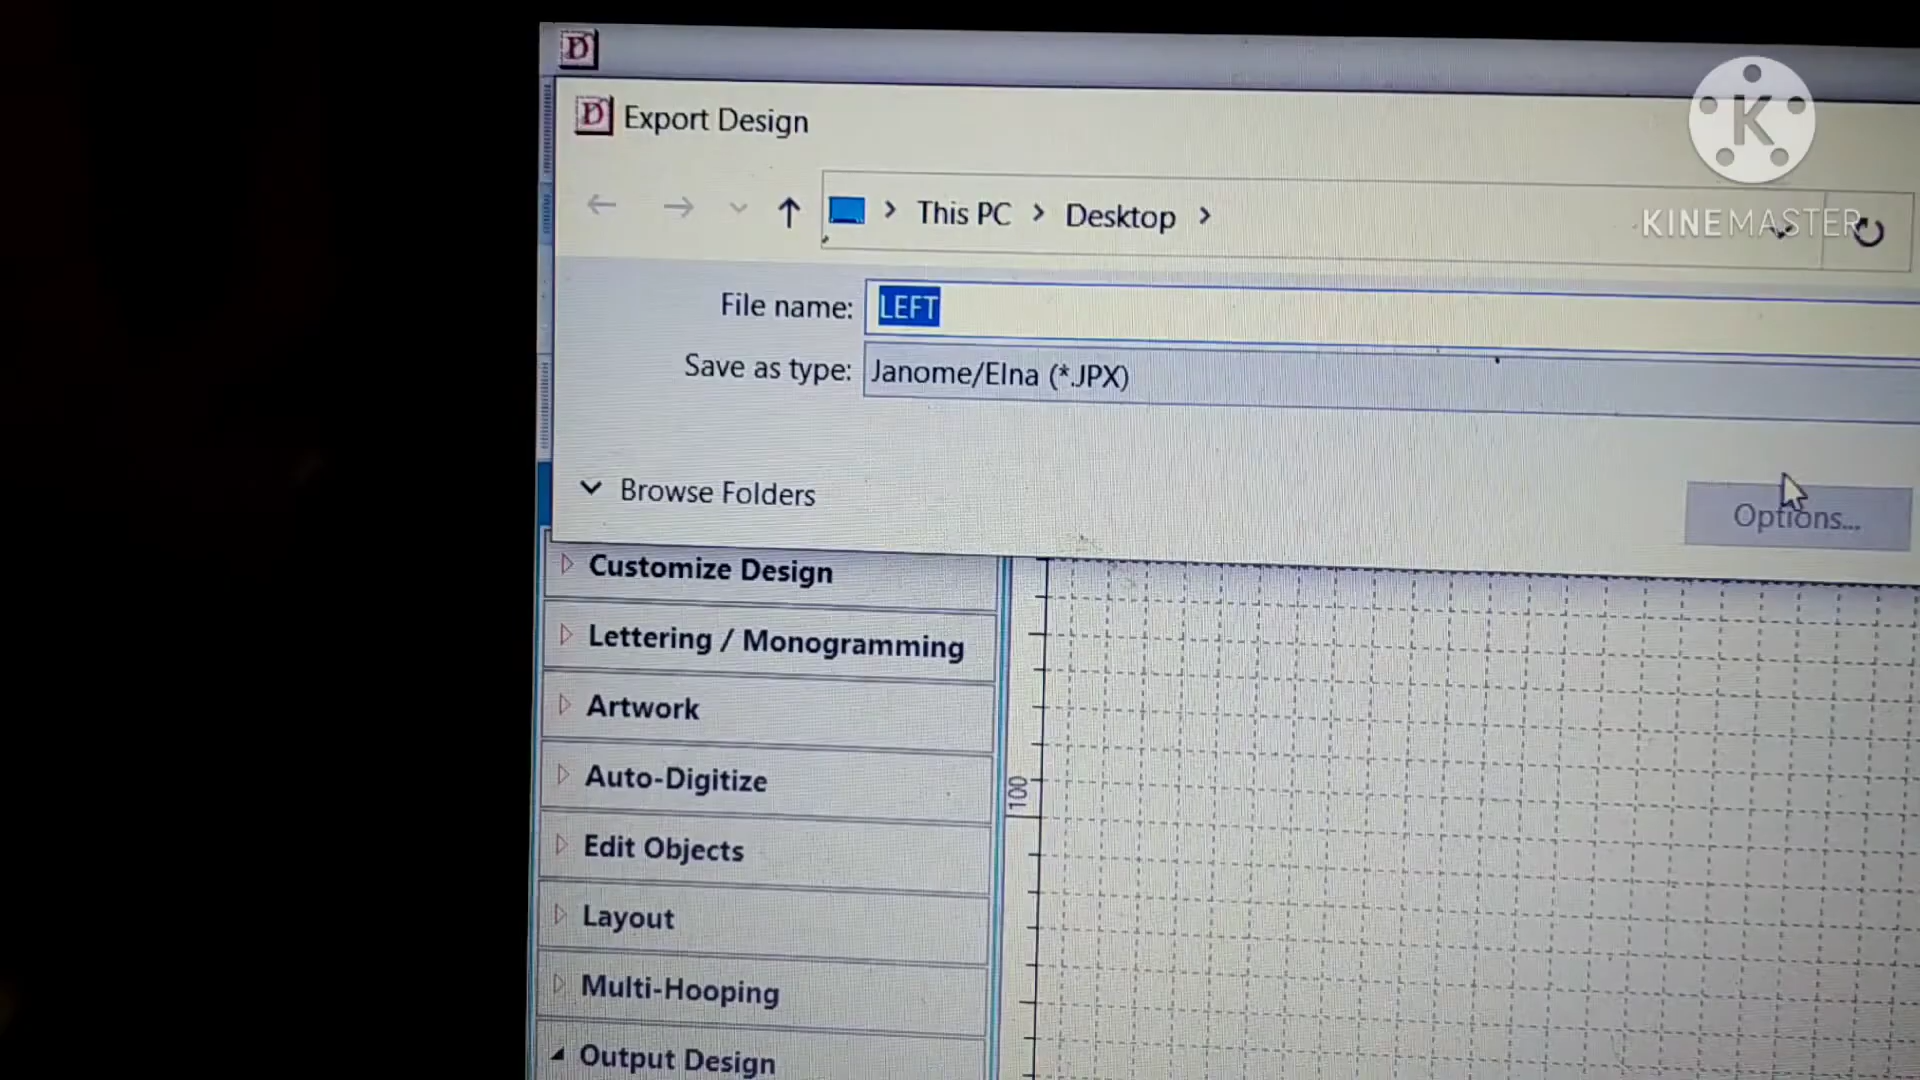 D
D Export Design
K
KINEMASTER
This PC > Desktop >
File name: LEFT
Save as type: Janome/Elna (*.JPX)
Browse Folders
Options...
Customize Design
Lettering / Monogramming
Artwork
Auto-Digitize
100
Edit Objects
Layout
Multi-Hooping
Output Design